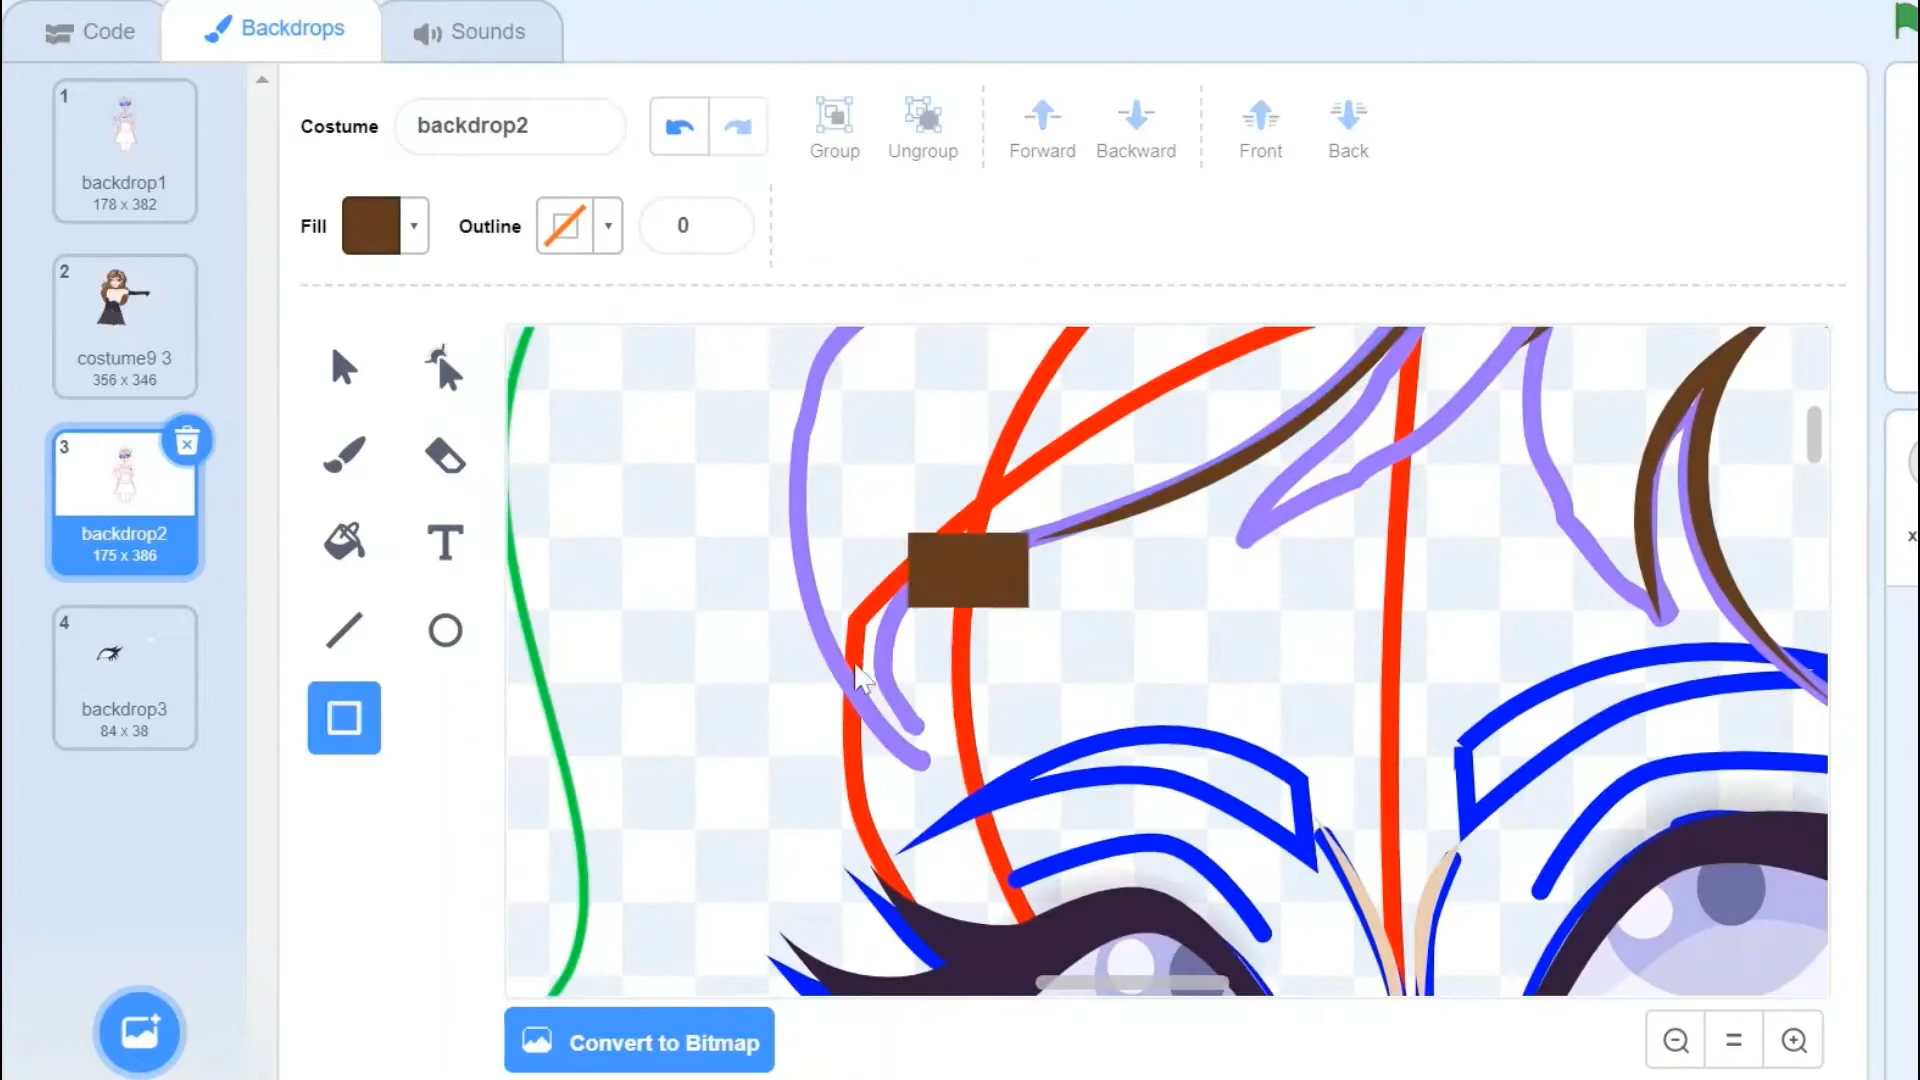 Code
Backdrops
Sounds
1
backdrop1
178 x 382
2
costume9 3
356 x 346
3
backdrop2
175 x 386
4
backdrop3
84 x 38
Costume
backdrop2
Group
Ungroup
Forward
Backward
Front
Back
Fill
Outline
0
T
Convert to Bitmap
x